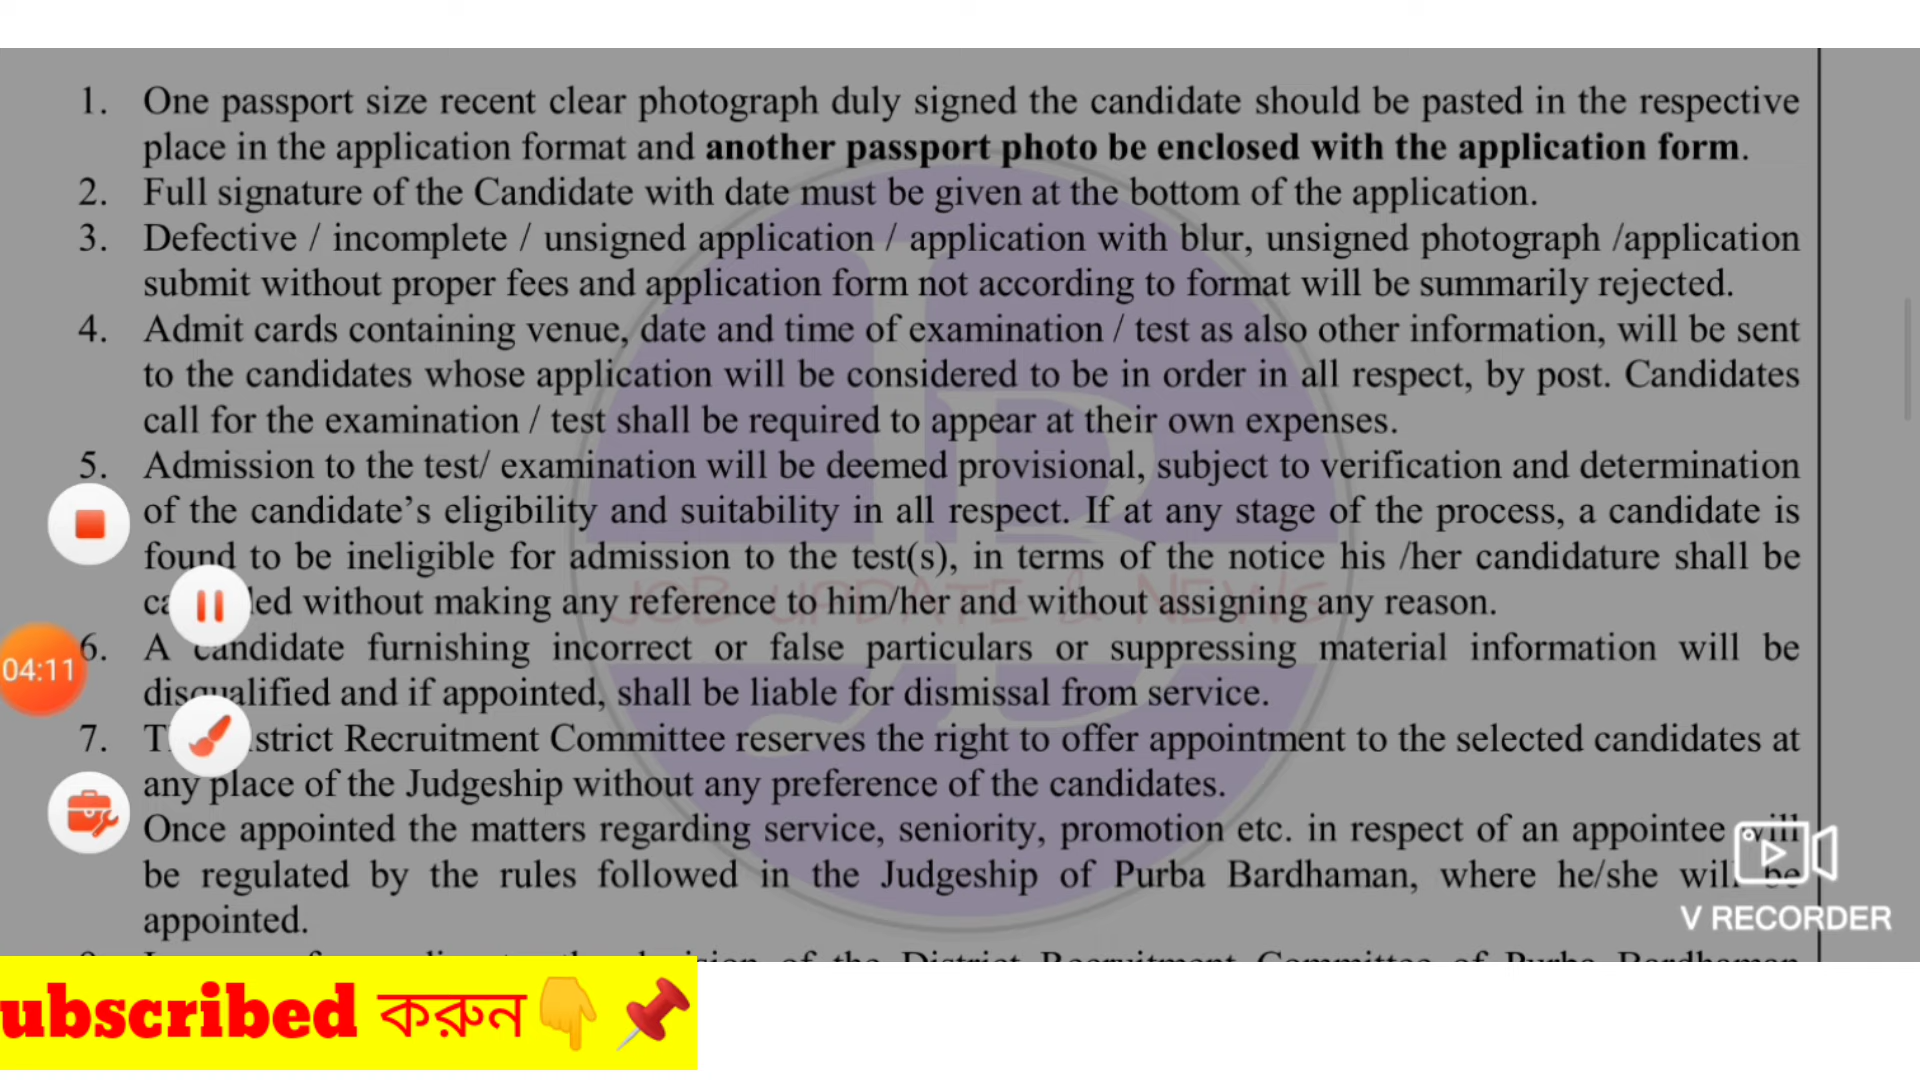 1. One passport size recent clear photograph duly signed the candidate should be pasted in the respective
place in the application format and another passport photo be enclosed with the application form.
2. Full signature of the Candidate with date must be given at the bottom of the application.
3. Defective / incomplete / unsigned application / application with blur, unsigned photograph /application
submit without proper fees and application form not according to format will be summarily rejected.
4. Admit cards containing venue, date and time of examination / test as also other information, will be sent
to the candidates whose application will be considered to be in order in all respect, by post. Candidates
call for the examination / test shall be required to appear at their own expenses.
5. Admission to the test/ examination will be deemed provisional, subject to verification and determination
of the candidate’s eligibility and suitability in all respect. If at any stage of the process, a candidate is
found to be ineligible for admission to the test(s), in terms of the notice his /her candidature shall be
led without making any reference to him/her and without assigning any reason.
JOB UPDATE & NEWS
04:11
6. A candidate furnishing incorrect or false particulars or suppressing material information will be
disqualified and if appointed, shall be liable for dismissal from service.
7. strict Recruitment Committee reserves the right to offer appointment to the selected candidates at
any place of the Judgeship without any preference of the candidates.
Once appointed the matters regarding service, seniority, promotion etc. in respect of an appointee will
be regulated by the rules followed in the Judgeship of Purba Bardhaman, where he/she will be
appointed.
V RECORDER
of the District Recruitment Committee of Purba Bardhaman
ubscribed করুন